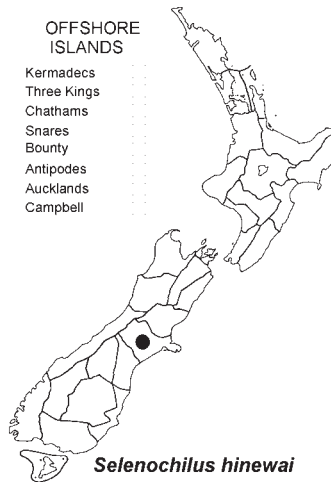 OFFSHORE
ISLANDS
Kermadecs
Three Kings
Chathams
Snares
Bounty
Antipodes
Aucklands
Campbell
Selenochilus hinewai